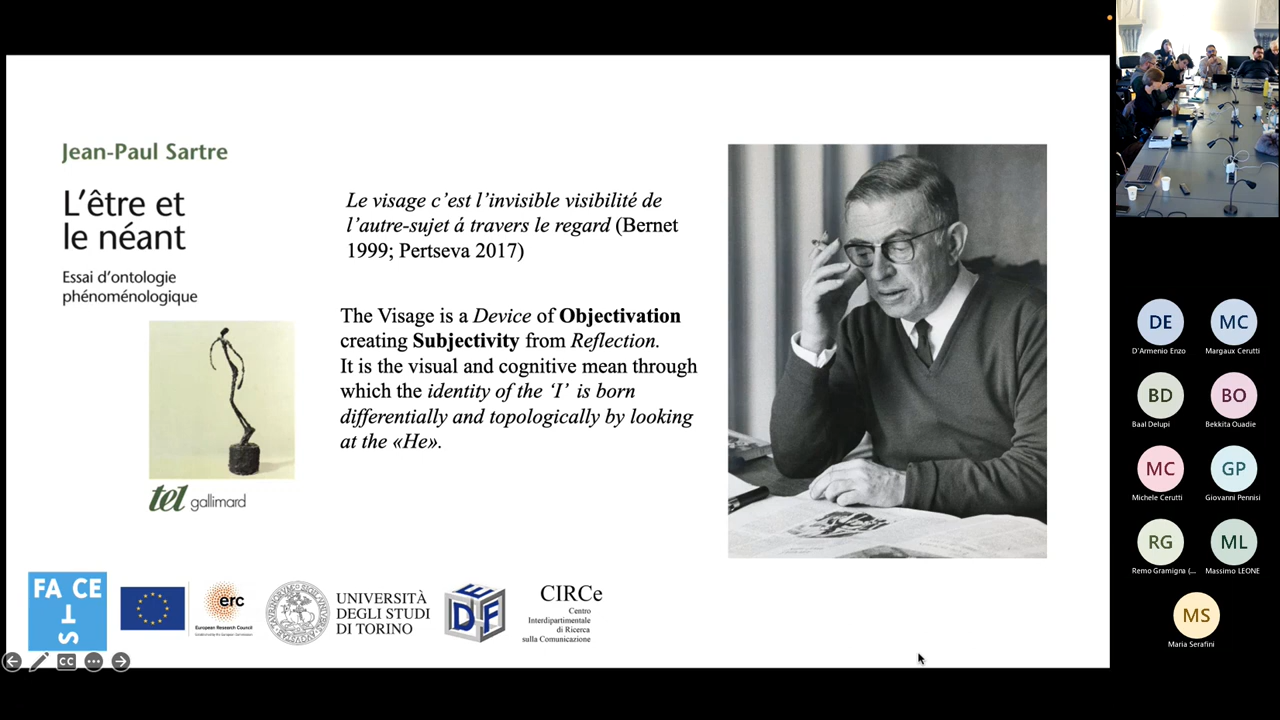 Jean-Paul Sartre
L'être et
le néant
Essai d'ontologie
phénoménologique
tel gallimard
Le visage c'est l'invisible visibilité de
l'autre-sujet á travers le regard (Bernet
1999; Pertseva 2017)
The Visage is a Device of Objectivation
creating Subjectivity from Reflection.
It is the visual and cognitive mean through
which the identity of the 'I' is born
differentially and topologically by looking
at the «He».
FA CE
TS
erc
European Research Council
UNIVERSITÀ
DEGLI STUDI
DI TORINO
DF
CIRCe
Centro
Interdipartimentale
di Ricerca
sulla Comunicazione
CC
DE
MC
D'Armenio Enzo
Margaux Cerutti
BD
BO
Baal Delupi
Bekkita Ouadie
MC
GP
Michele Cerutti
Giovanni Pennisi
RG
ML
Remo Gramigna (...
Massimo LEONE
MS
Maria Serafini